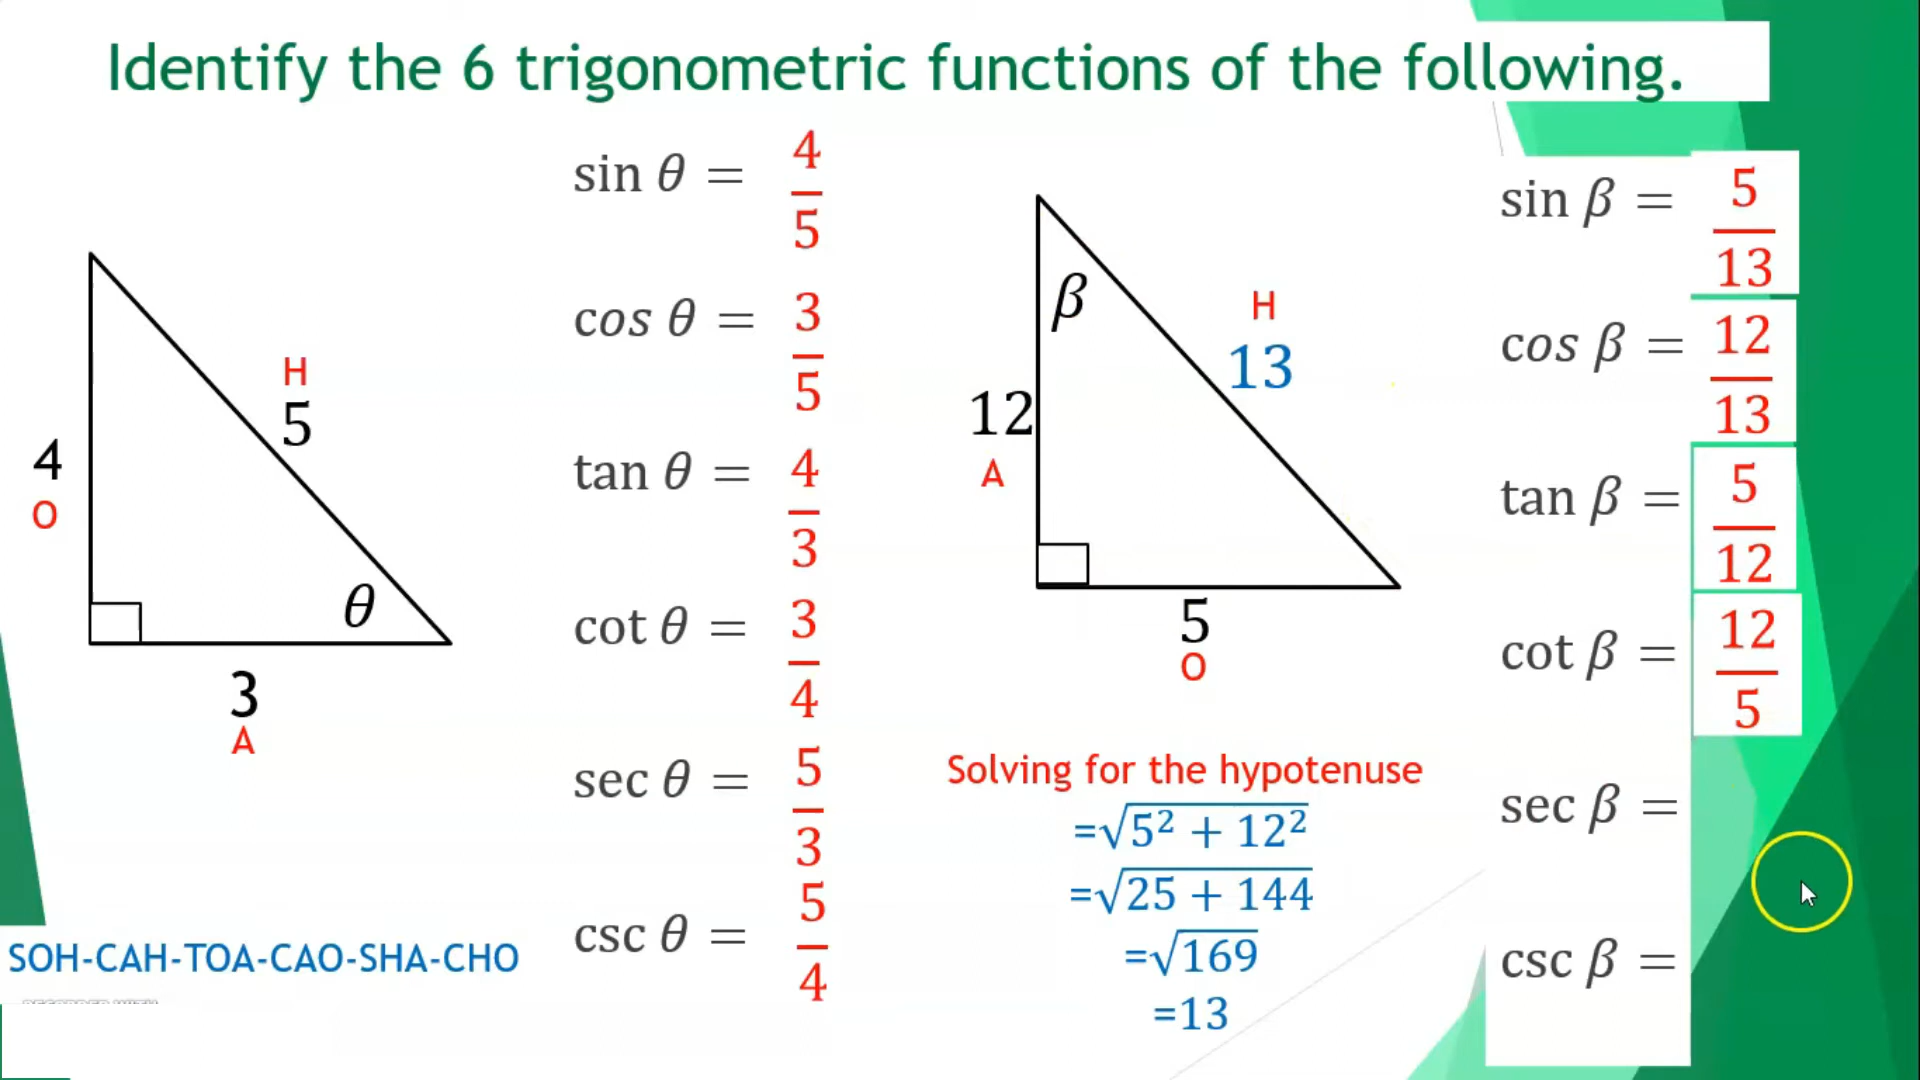 Identify the 6 trigonometric functions of the following.
4
O
H
5
θ
3
A
sin θ = 4/5
cos θ = 3/5
tan θ = 4/3
cot θ = 3/4
sec θ = 5/3
csc θ = 5/4
SOH-CAH-TOA-CAO-SHA-CHO
β
H
13
12
A
5
O
Solving for the hypotenuse
=√(5² + 12²)
=√(25 + 144)
=√169
=13
sin β = 5/13
cos β = 12/13
tan β = 5/12
cot β = 12/5
sec β =
csc β =